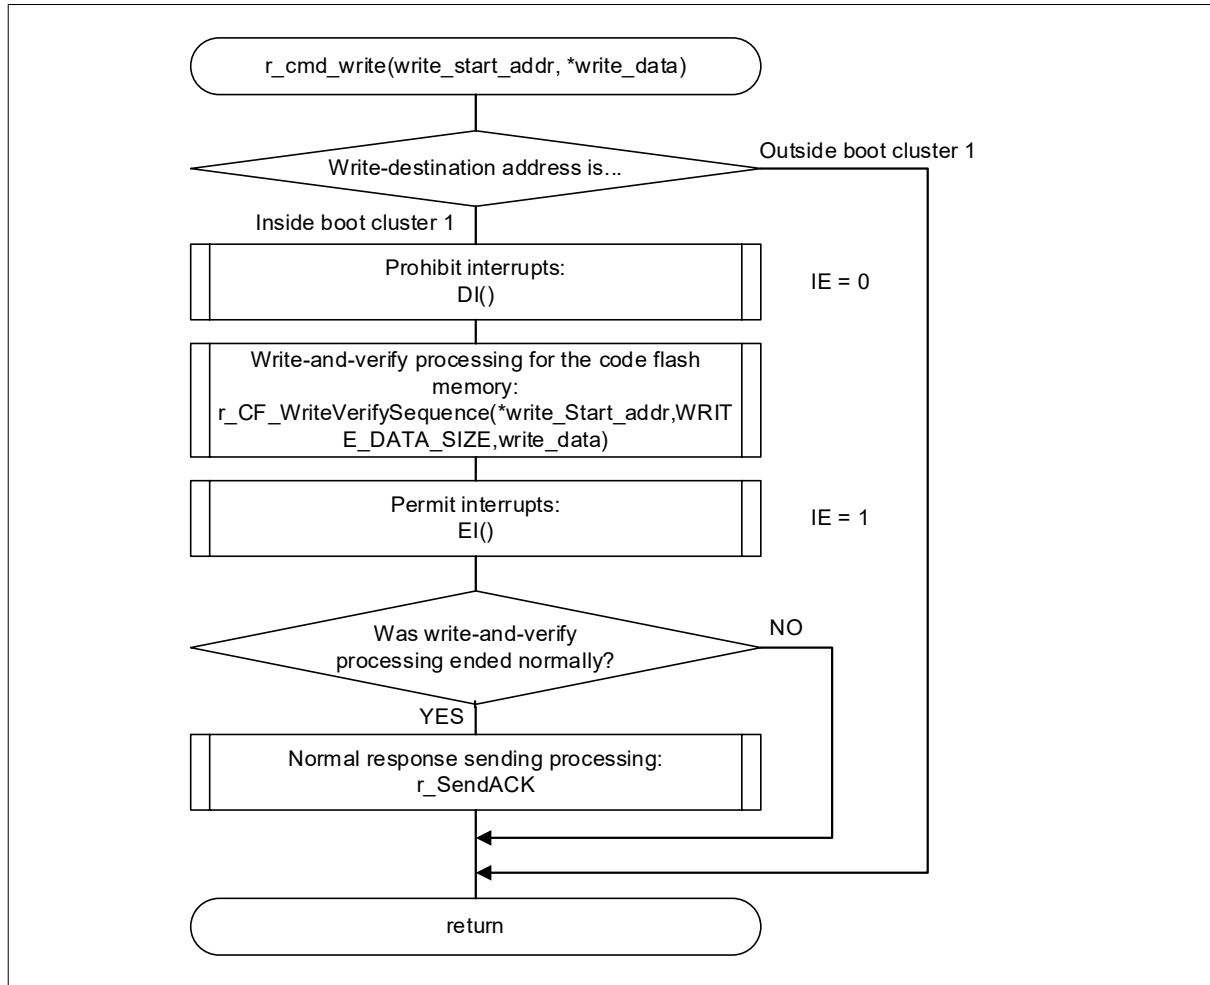 r_cmd_write(write_start_addr, *write_data)
Outside boot cluster 1
Write-destination address is...
Inside boot cluster 1
Prohibit interrupts:
DI()
IE = 0
Write-and-verify processing for the code flash
memory:
r_CF_WriteVerifySequence(*write_Start_addr,WRIT
E_DATA_SIZE,write_data)
Permit interrupts:
EI()
IE = 1
Was write-and-verify
processing ended normally?
NO
YES
Normal response sending processing:
r_SendACK
return